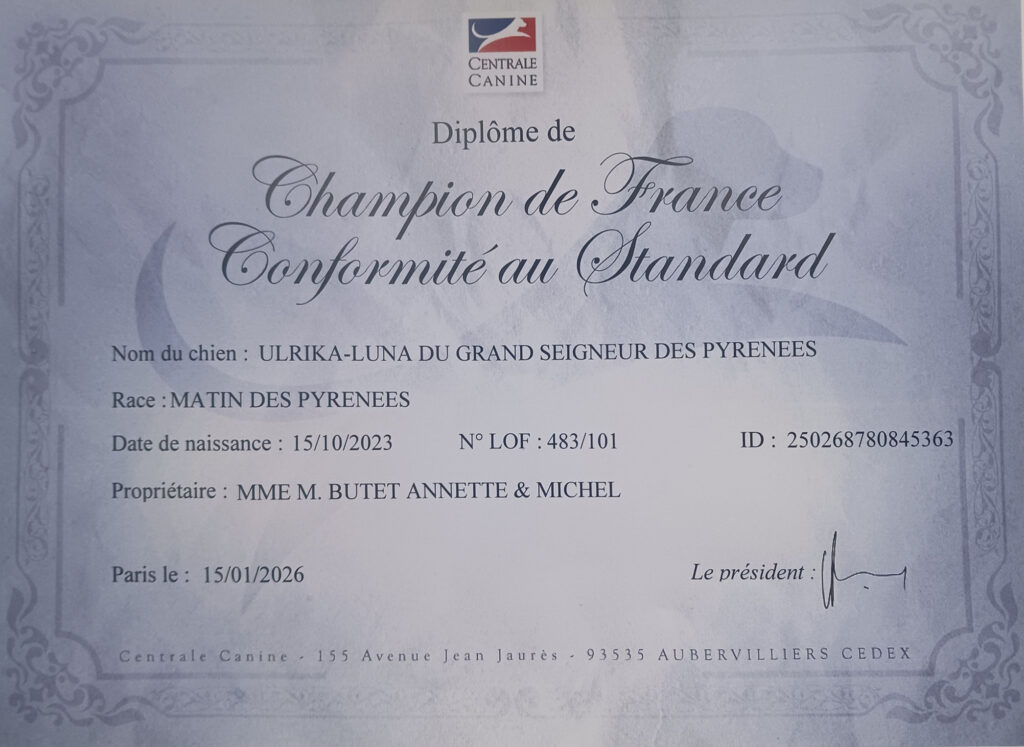 CENTRALE
CANINE
Diplôme de
Champion de France
Conformité au Standard
Nom du chien : ULRIKA-LUNA DU GRAND SEIGNEUR DES PYRENEES
Race : MATIN DES PYRENEES
Date de naissance : 15/10/2023 N° LOF : 483/101 ID : 250268780845363
Propriétaire : MME M. BUTET ANNETTE & MICHEL
Paris le : 15/01/2026 Le président :
Centrale Canine - 155 Avenue Jean Jaurès - 93535 AUBERVILLIERS CEDEX